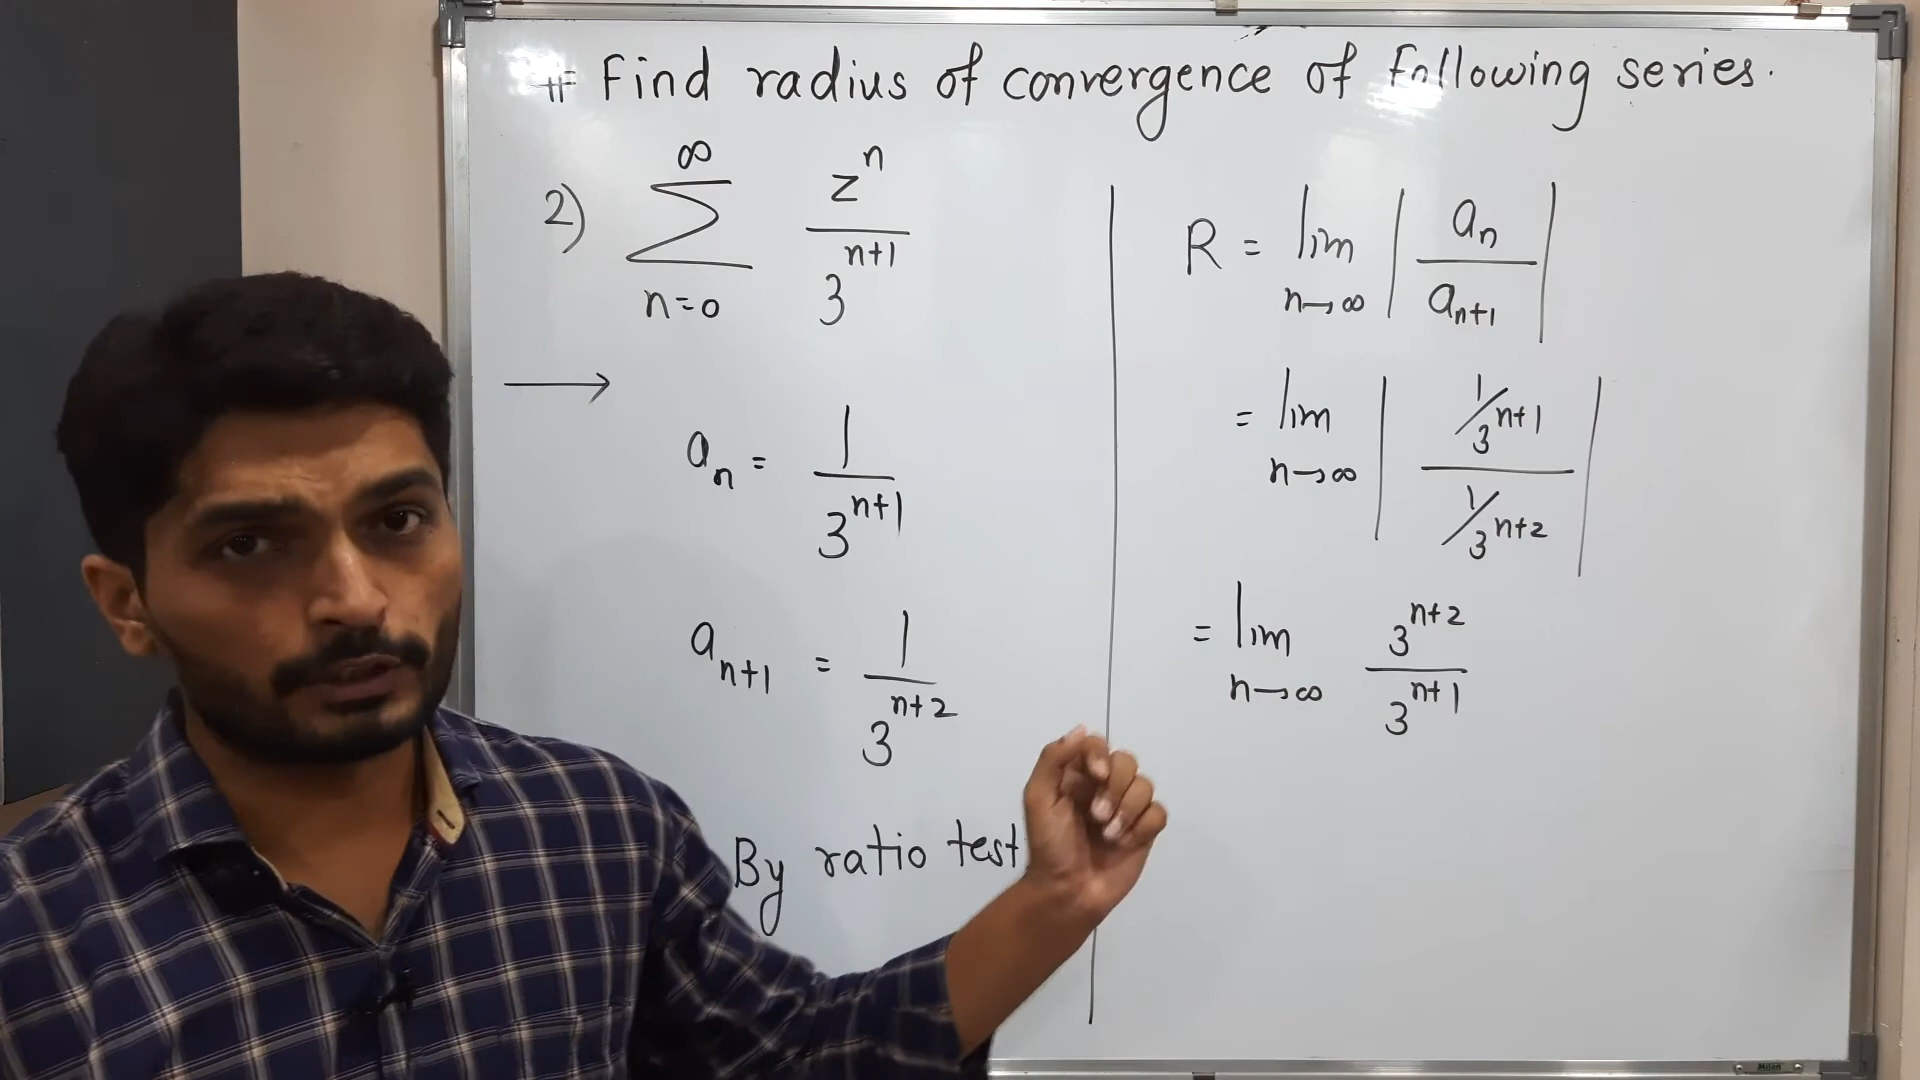 # Find radius of convergence of following series.
2) ∑_{n=0}^{∞} z^n / 3^{n+1}
→
a_n = 1 / 3^{n+1}
a_{n+1} = 1 / 3^{n+2}
By ratio test
R = lim_{n→∞} | a_n / a_{n+1} |
= lim_{n→∞} | (1/3^{n+1}) / (1/3^{n+2}) |
= lim_{n→∞} 3^{n+2} / 3^{n+1}